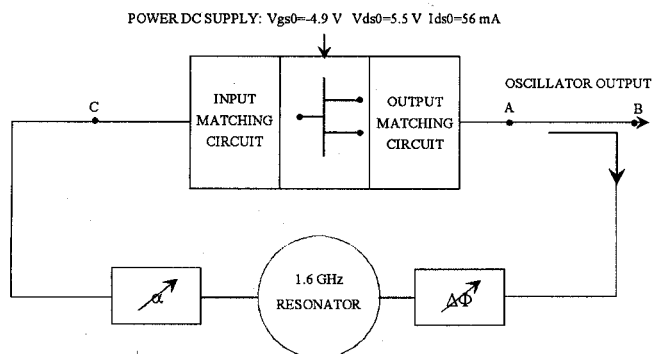 POWER DC SUPPLY: Vgs0=-4.9 V Vds0=5.5 V Ids0=56 mA
OSCILLATOR OUTPUT
C
INPUT
MATCHING
CIRCUIT
OUTPUT
MATCHING
CIRCUIT
A
B
α
1.6 GHz
RESONATOR
ΔΦ